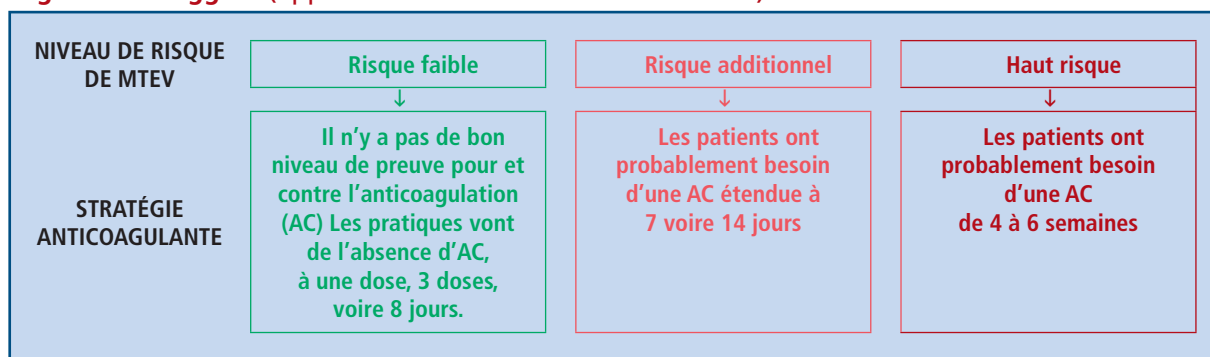 NIVEAU DE RISQUE
DE MTEV
Risque faible
Risque additionnel
Haut risque
↓
↓
↓
STRATÉGIE
ANTICOAGULANTE
Il n’y a pas de bon
niveau de preuve pour et
contre l’anticoagulation
(AC) Les pratiques vont
de l’absence d’AC,
à une dose, 3 doses,
voire 8 jours.
Les patients ont
probablement besoin
d’une AC étendue à
7 voire 14 jours
Les patients ont
probablement besoin
d’une AC
de 4 à 6 semaines